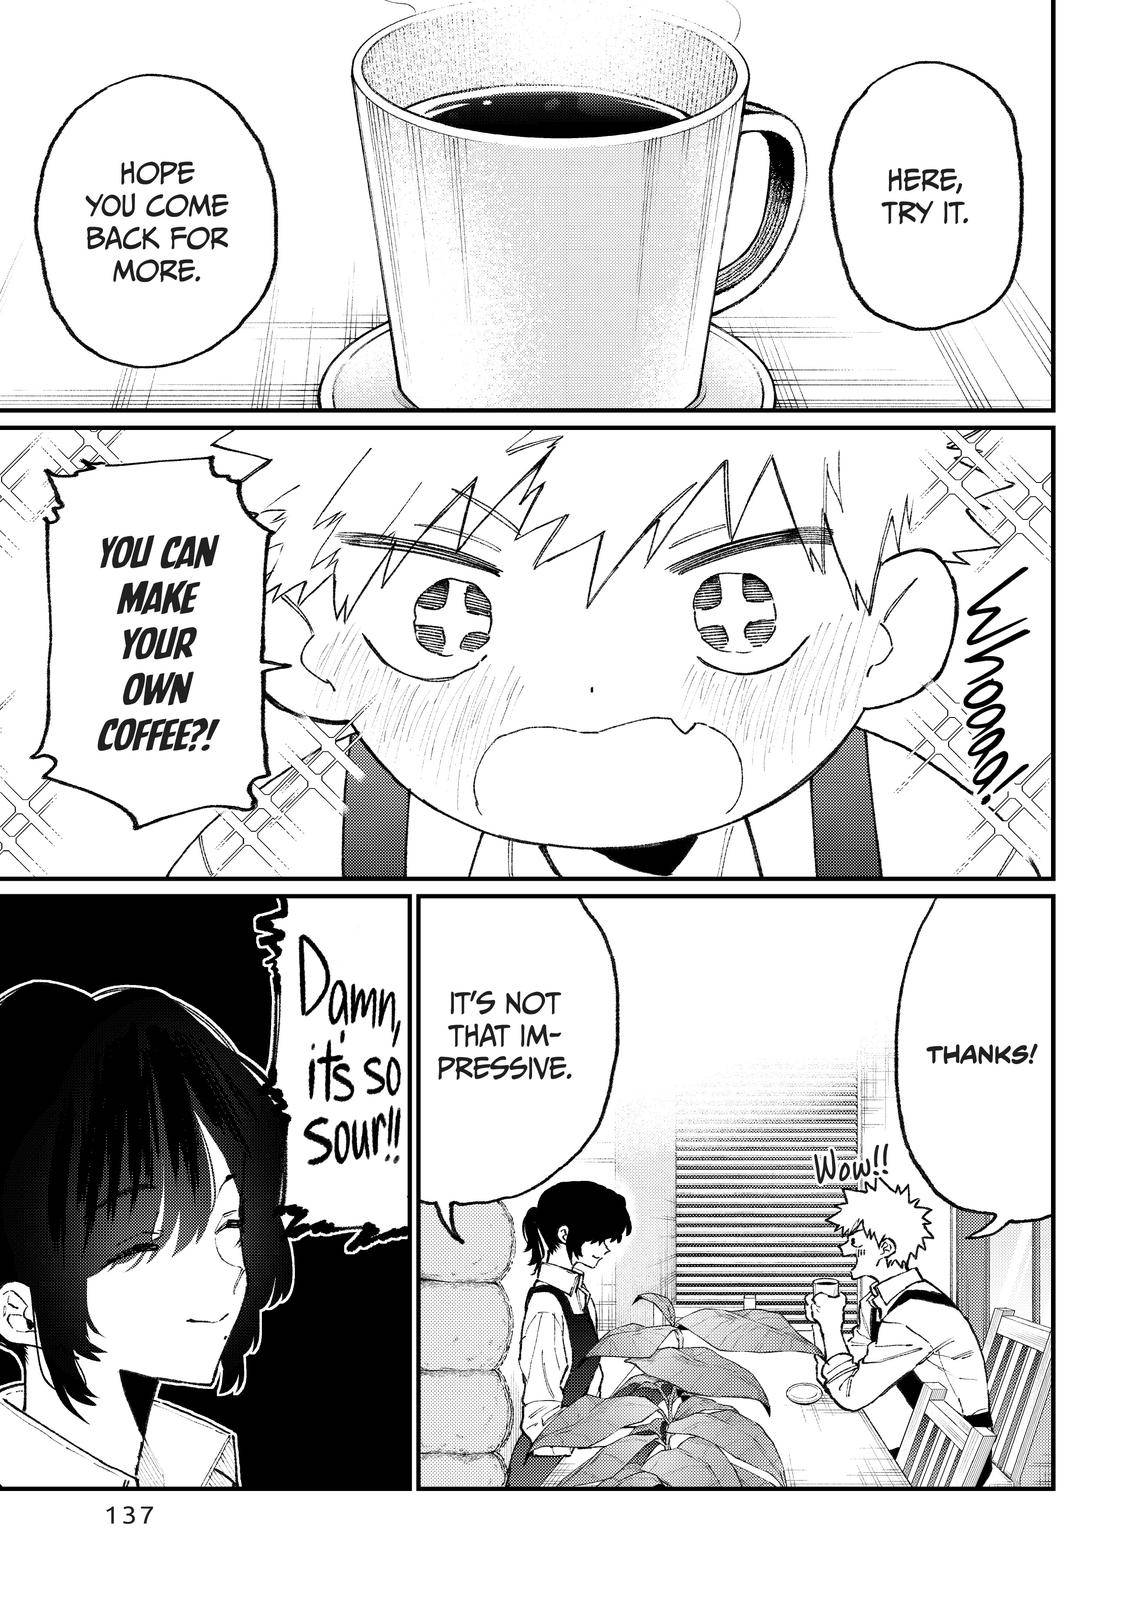 HERE,
TRY IT.
HOPE
YOU COME
BACK FOR
MORE.
Whoooa!
YOU CAN
MAKE
YOUR
OWN
COFFEE?!
THANKS!
Wow!!
IT'S NOT
THAT IM-
PRESSIVE.
Damn,
it's so
sour!!
137